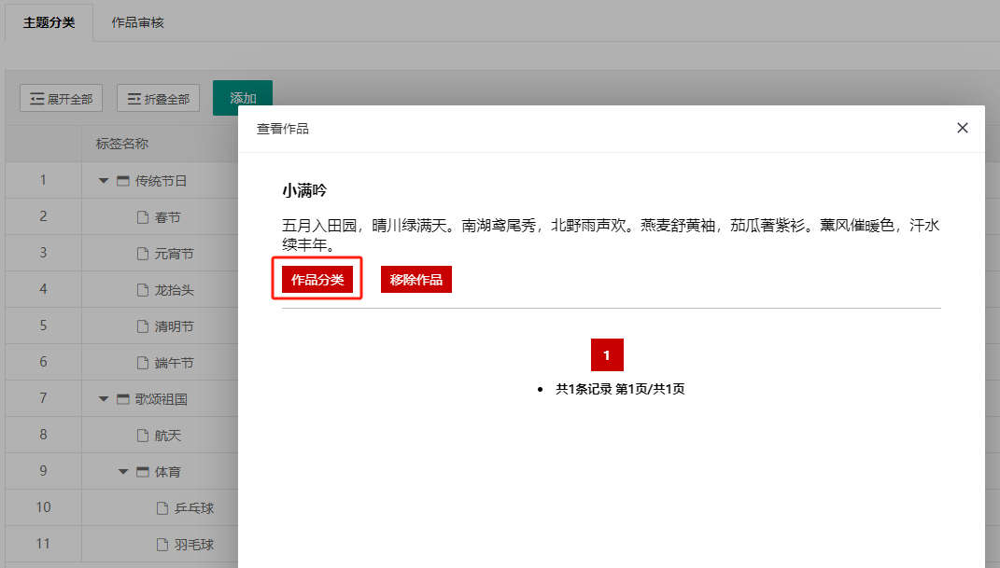 主题分类
作品审核
展开全部
折叠全部
添加
标签名称
1
传统节日
2
春节
3
元宵节
4
龙抬头
5
清明节
6
端午节
7
歌颂祖国
8
航天
9
体育
10
乒乓球
11
羽毛球
查看作品
小满吟
五月入田园，晴川绿满天。南湖鸢尾秀，北野雨声欢。燕麦舒黄袖，茄瓜著紫衫。薰风催暖色，汗水
续丰年。
作品分类
移除作品
1
共1条记录 第1页/共1页